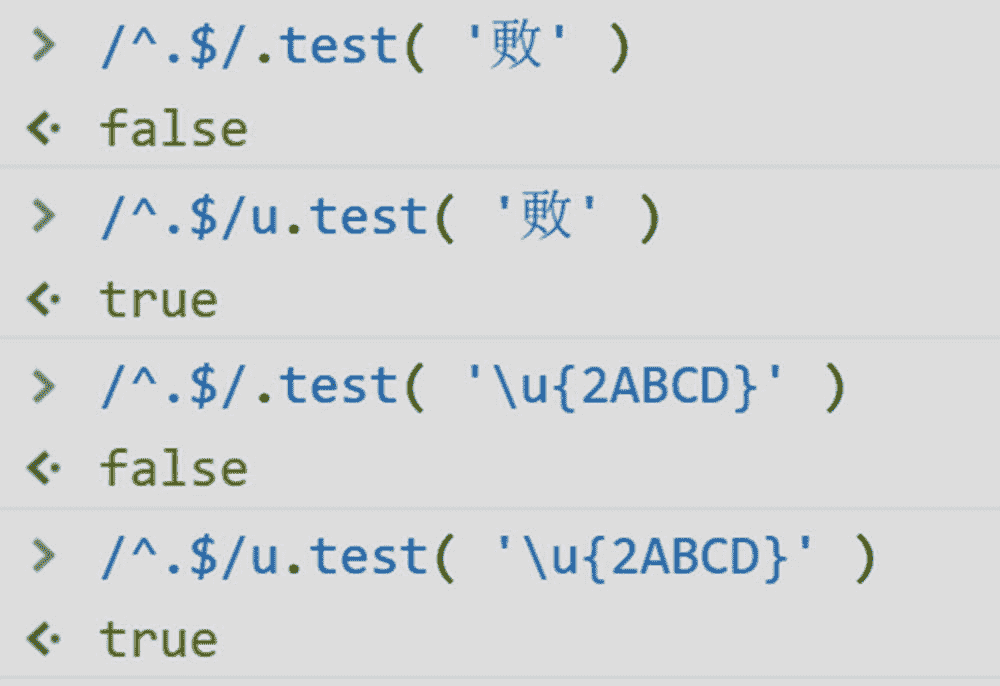 > /^.$/.test( '𪯍' )
<· false
> /^.$/u.test( '𪯍' )
<· true
> /^.$/.test( '\u{2ABCD}' )
<· false
> /^.$/u.test( '\u{2ABCD}' )
<· true